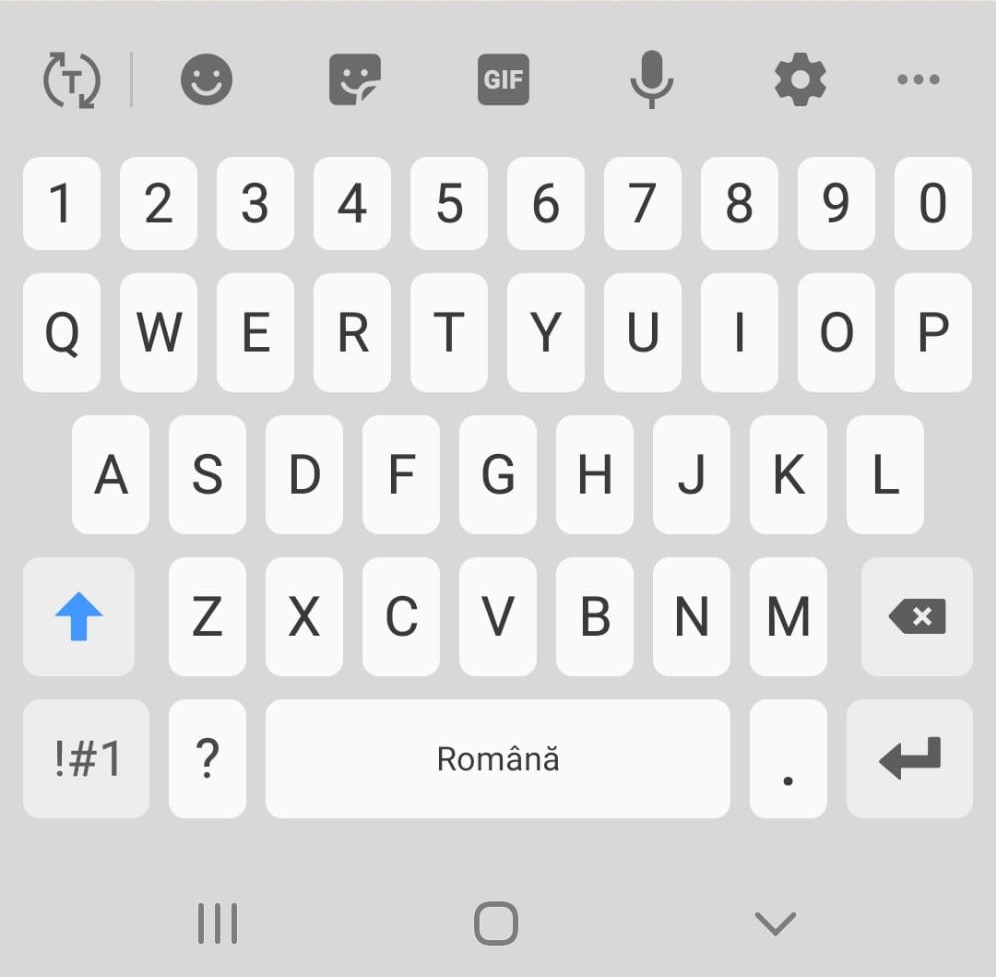 T GIF
1 2 3 4 5 6 7 8 9 0
Q W E R T Y U I O P
A S D F G H J K L
Z X C V B N M
!#1 ? Română .